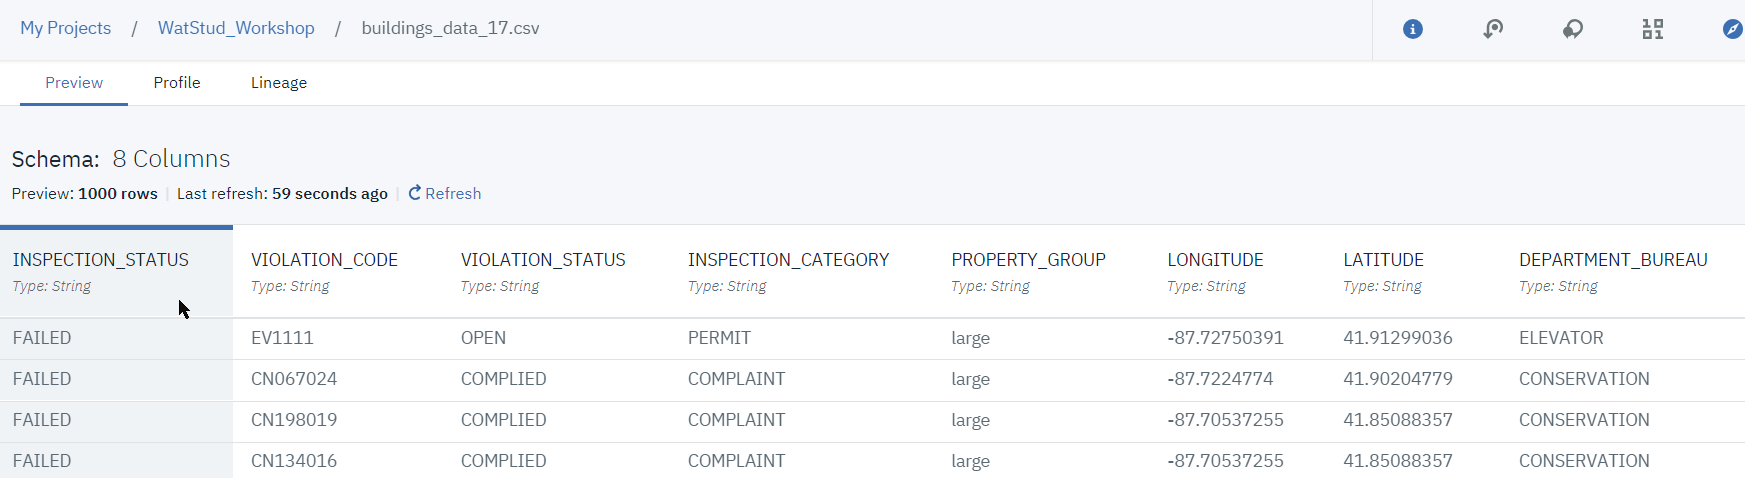 My Projects / WatStud_Workshop / buildings_data_17.csv
Preview Profile Lineage
Schema: 8 Columns
Preview: 1000 rows | Last refresh: 59 seconds ago | Refresh
INSPECTION_STATUS VIOLATION_CODE VIOLATION_STATUS INSPECTION_CATEGORY PROPERTY_GROUP LONGITUDE LATITUDE DEPARTMENT_BUREAU
Type: String Type: String Type: String Type: String Type: String Type: String Type: String Type: String
FAILED EV1111 OPEN PERMIT large -87.72750391 41.91299036 ELEVATOR
FAILED CN067024 COMPLIED COMPLAINT large -87.7224774 41.90204779 CONSERVATION
FAILED CN198019 COMPLIED COMPLAINT large -87.70537255 41.85088357 CONSERVATION
FAILED CN134016 COMPLIED COMPLAINT large -87.70537255 41.85088357 CONSERVATION